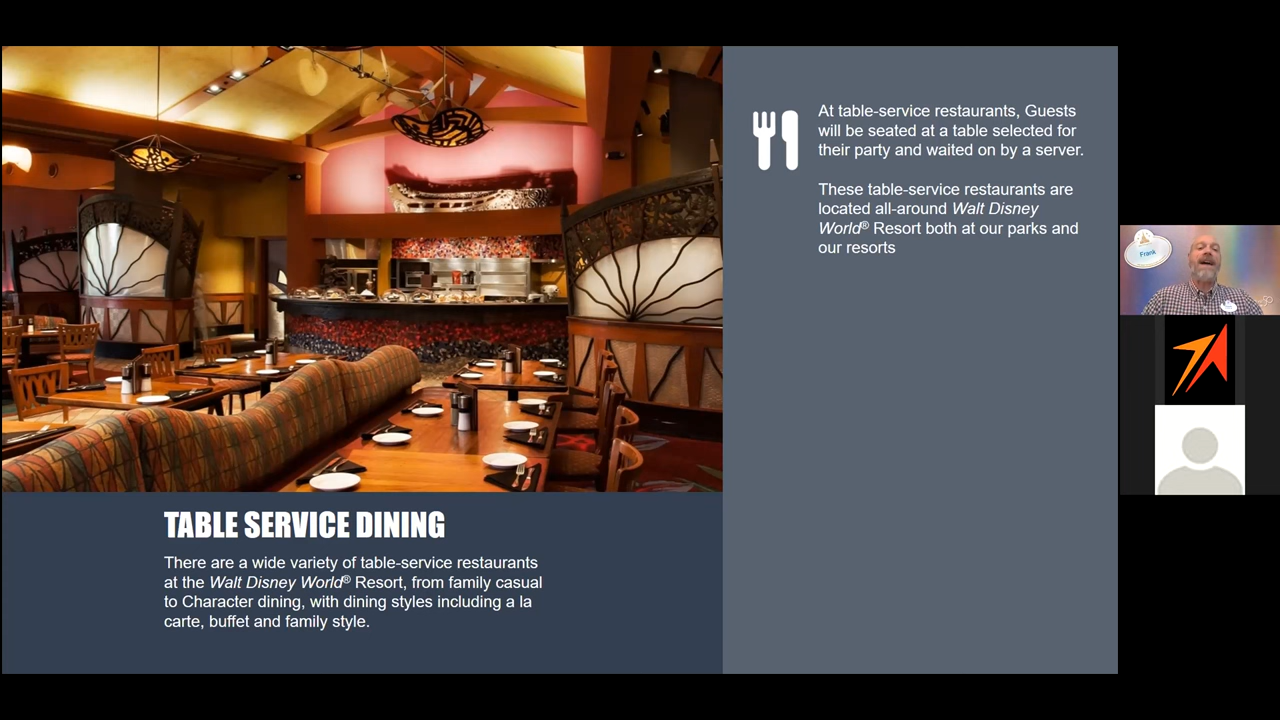 TABLE SERVICE DINING
There are a wide variety of table-service restaurants
at the Walt Disney World® Resort, from family casual
to Character dining, with dining styles including a la
carte, buffet and family style.
At table-service restaurants, Guests
will be seated at a table selected for
their party and waited on by a server.
These table-service restaurants are
located all-around Walt Disney
World® Resort both at our parks and
our resorts
Frank